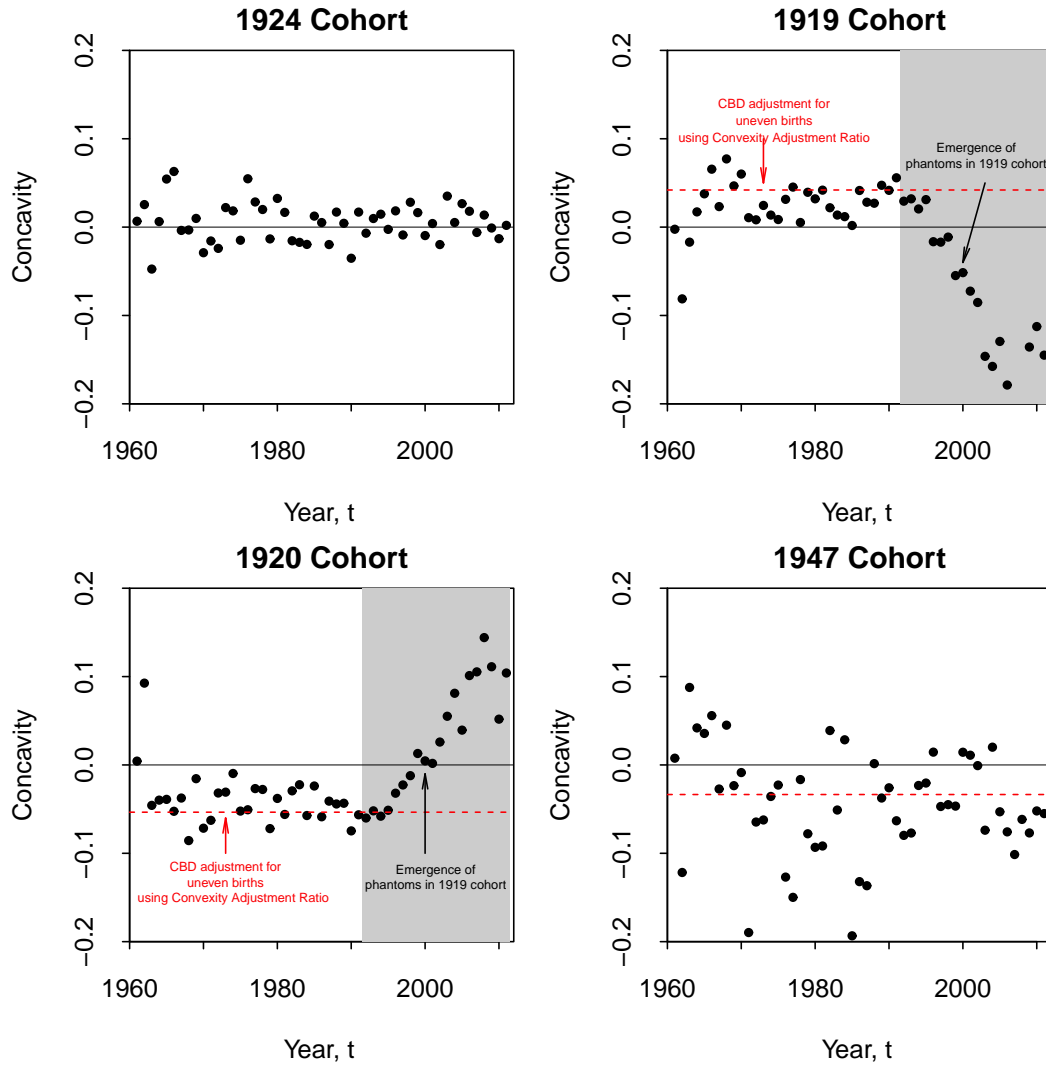 1924 Cohort
Concavity
0.2
0.1
0.0
−0.1
−0.2
1960
1980
2000
Year, t
1919 Cohort
Concavity
0.2
0.1
0.0
−0.1
−0.2
CBD adjustment for
uneven births
using Convexity Adjustment Ratio
Emergence of
phantoms in 1919 cohort
1960
1980
2000
Year, t
1920 Cohort
Concavity
0.2
0.1
0.0
−0.1
−0.2
CBD adjustment for
uneven births
using Convexity Adjustment Ratio
Emergence of
phantoms in 1919 cohort
1960
1980
2000
Year, t
1947 Cohort
Concavity
0.2
0.1
0.0
−0.1
−0.2
1960
1980
2000
Year, t